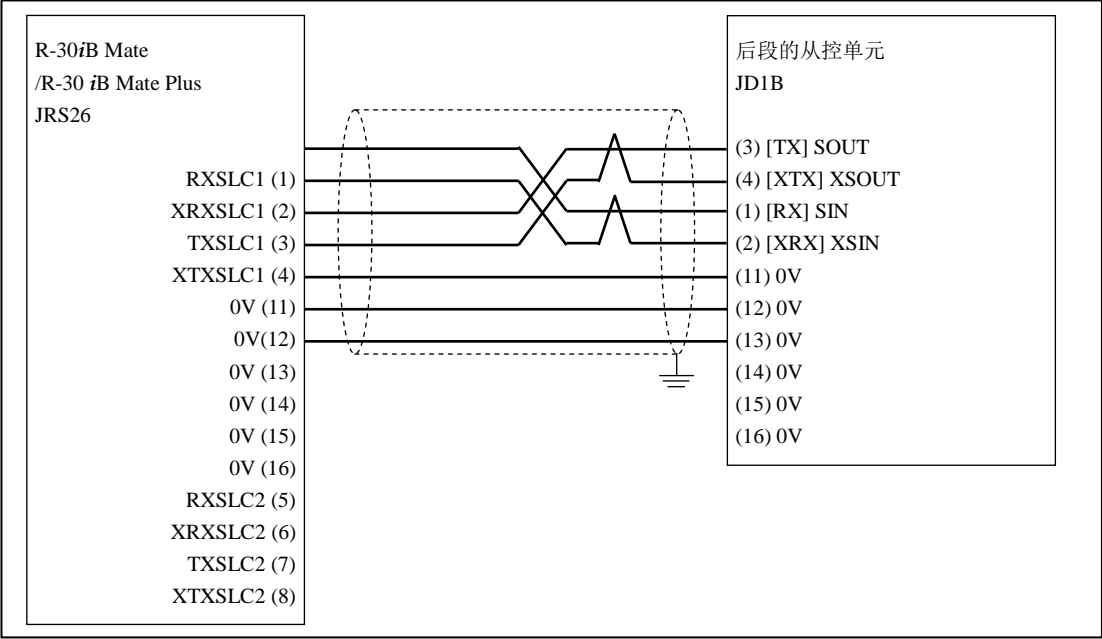 R-30iB Mate
/R-30 iB Mate Plus
JRS26
RXSLC1 (1)
XRXSLC1 (2)
TXSLC1 (3)
XTXSLC1 (4)
0V (11)
0V(12)
0V (13)
0V (14)
0V (15)
0V (16)
RXSLC2 (5)
XRXSLC2 (6)
TXSLC2 (7)
XTXSLC2 (8)
后段的从控单元
JD1B
(3) [TX] SOUT
(4) [XTX] XSOUT
(1) [RX] SIN
(2) [XRX] XSIN
(11) 0V
(12) 0V
(13) 0V
(14) 0V
(15) 0V
(16) 0V